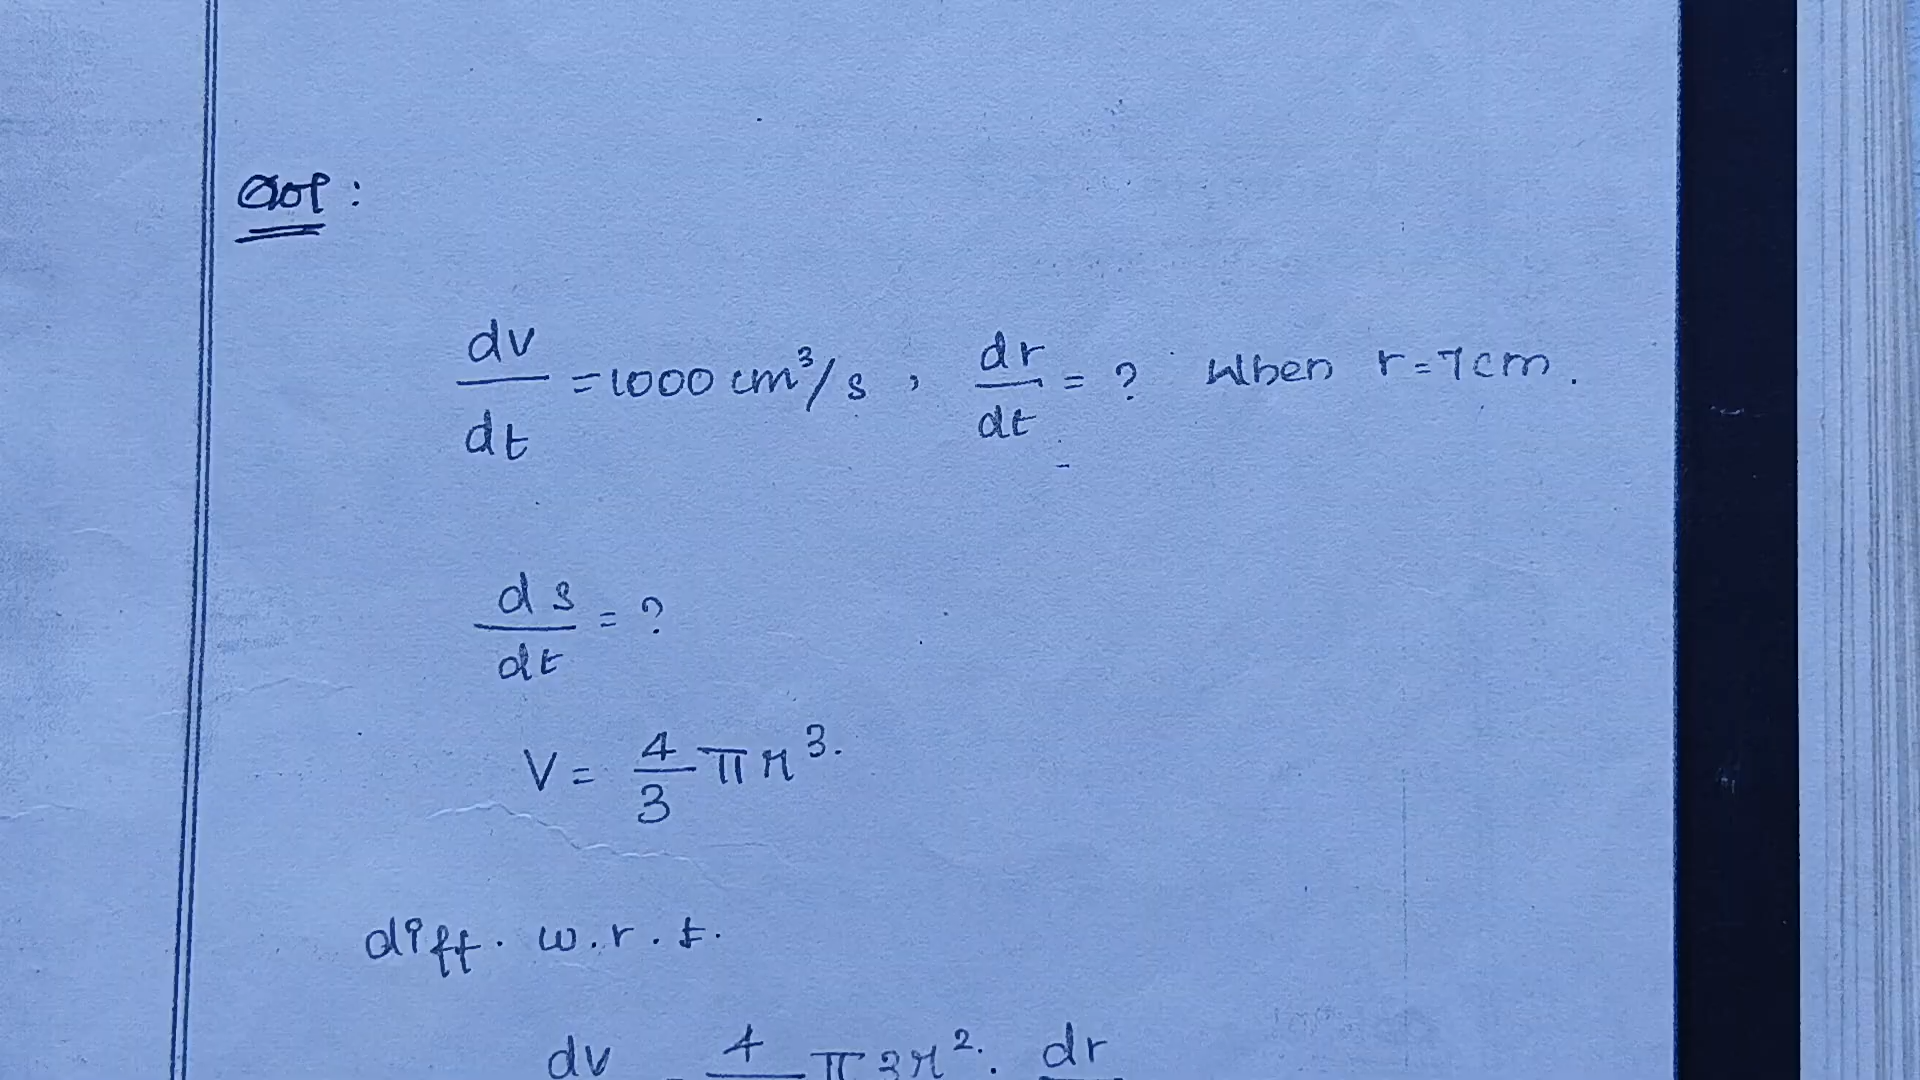 Sol:
dv/dt = 1000 cm³/s , dr/dt = ? When r=7cm.
ds/dt = ?
V = 4/3 π r³.
diff. w.r.t.
dv 4 π 3r². dr